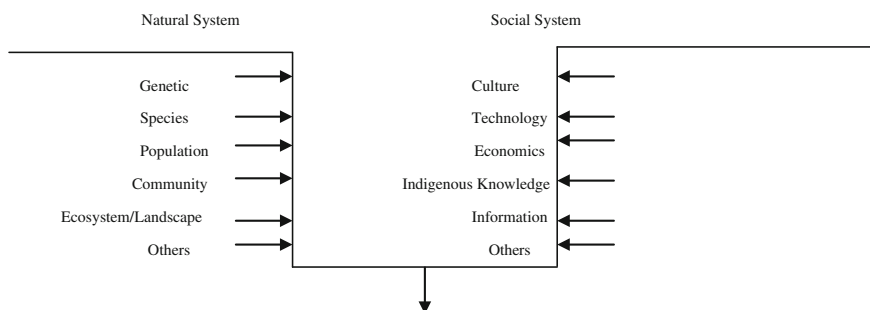 Natural System
Social System
Genetic
Species
Population
Community
Ecosystem/Landscape
Others
Culture
Technology
Economics
Indigenous Knowledge
Information
Others